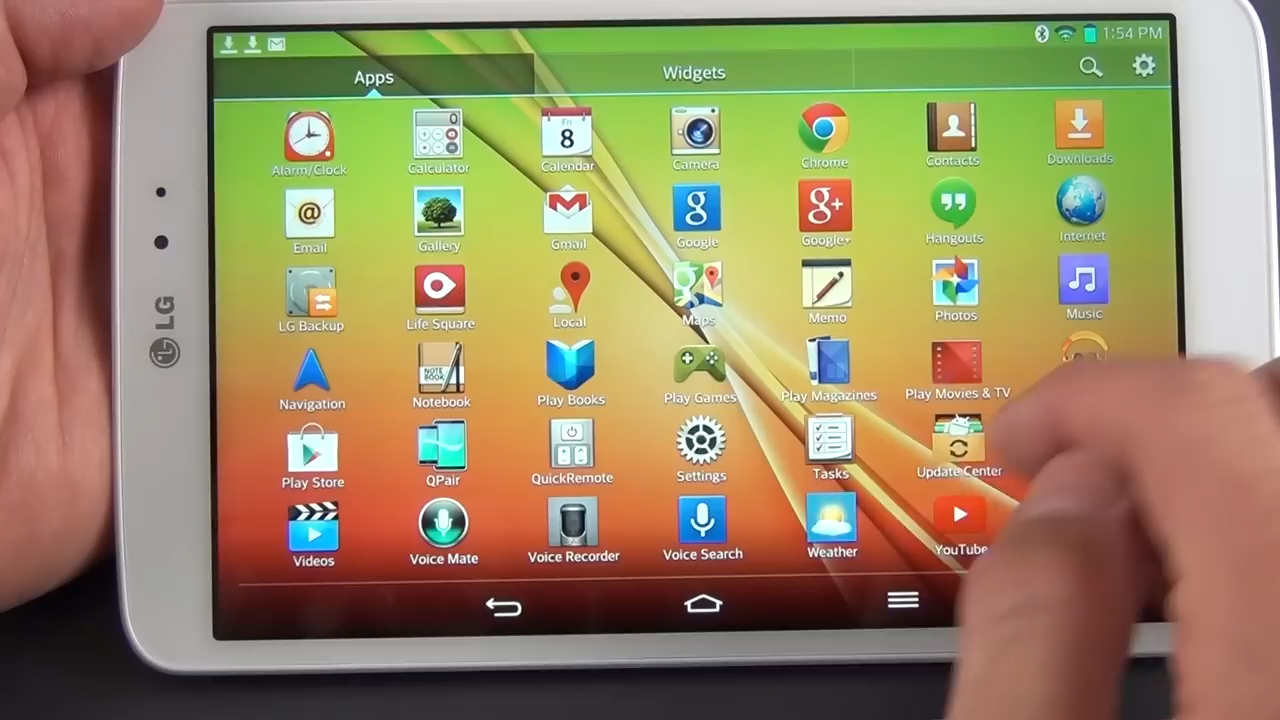 1:54 PM
Apps Widgets
Fri
8
0
Alarm/Clock Calculator Calendar Camera Chrome Contacts Downloads
@ g g+
Email Gallery Gmail Google Google+ Hangouts Internet
LG Backup Life Square Local Maps Memo Photos Music
NOTE
BOOK
Navigation Notebook Play Books Play Games Play Magazines Play Movies & TV
Play Store QPair QuickRemote Settings Tasks Update Center
Videos Voice Mate Voice Recorder Voice Search Weather YouTube
LG